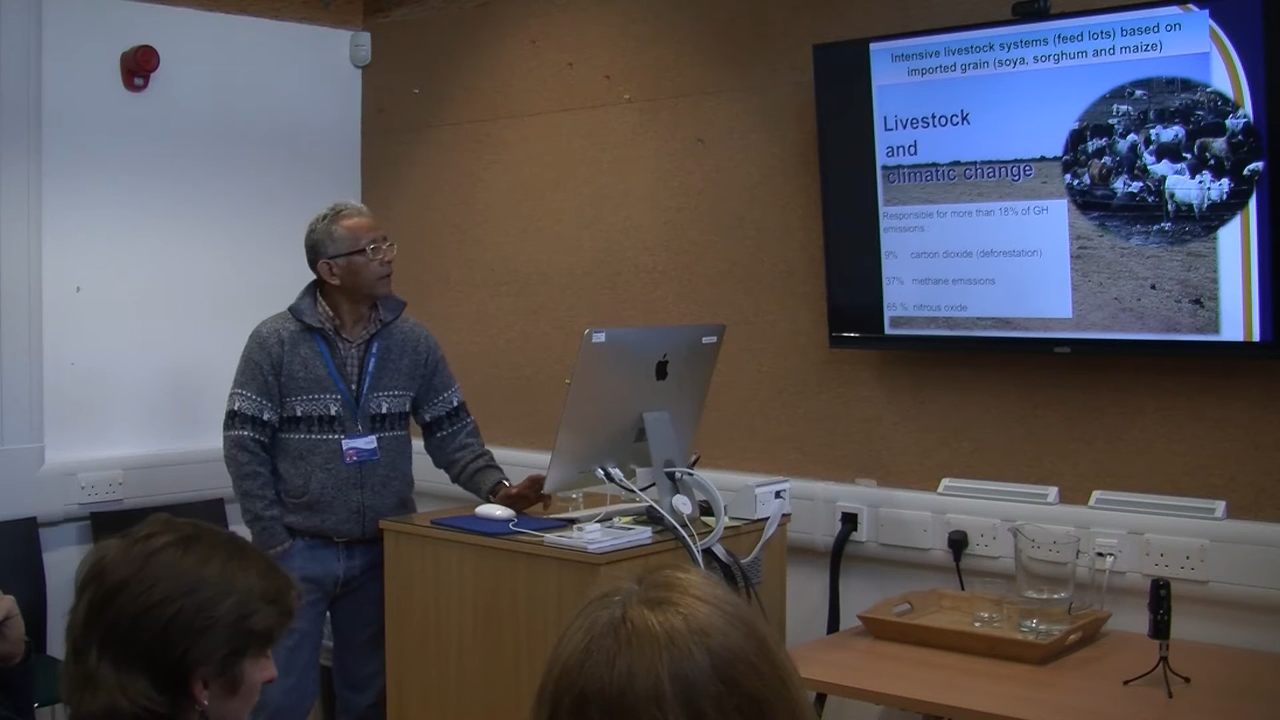 Intensive livestock systems (feed lots) based on
imported grain (soya, sorghum and maize)
Livestock
and
climatic change
Responsible for more than 18% of GH
emissions :
9% carbon dioxide (deforestation)
37% methane emissions
65 % nitrous oxide